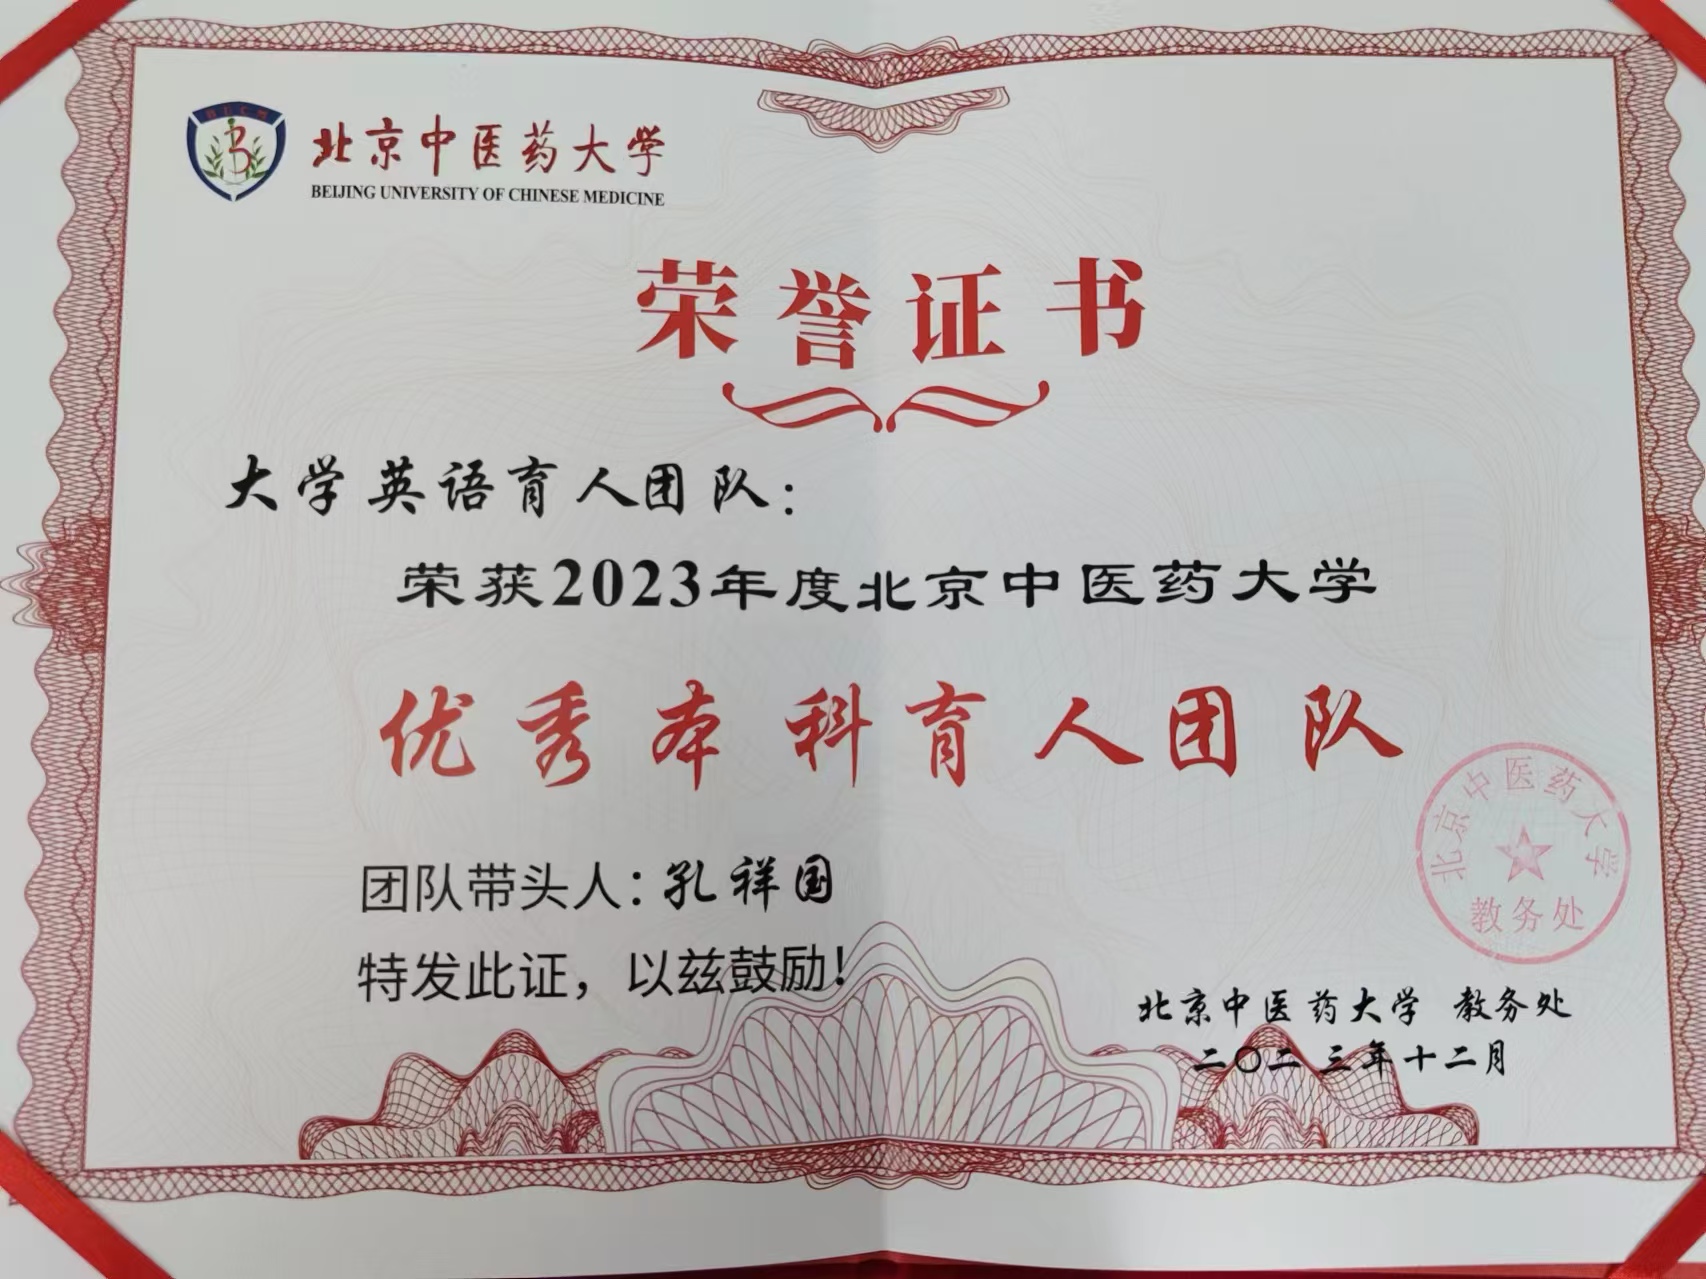 北京中医药大学
BEIJING UNIVERSITY OF CHINESE MEDICINE
荣誉证书
大学英语育人团队：
荣获2023年度北京中医药大学
优秀本科育人团队
团队带头人：孔祥国
特发此证，以兹鼓励！
北京中医药大学
教务处
北京中医药大学 教务处
二〇二三年十二月